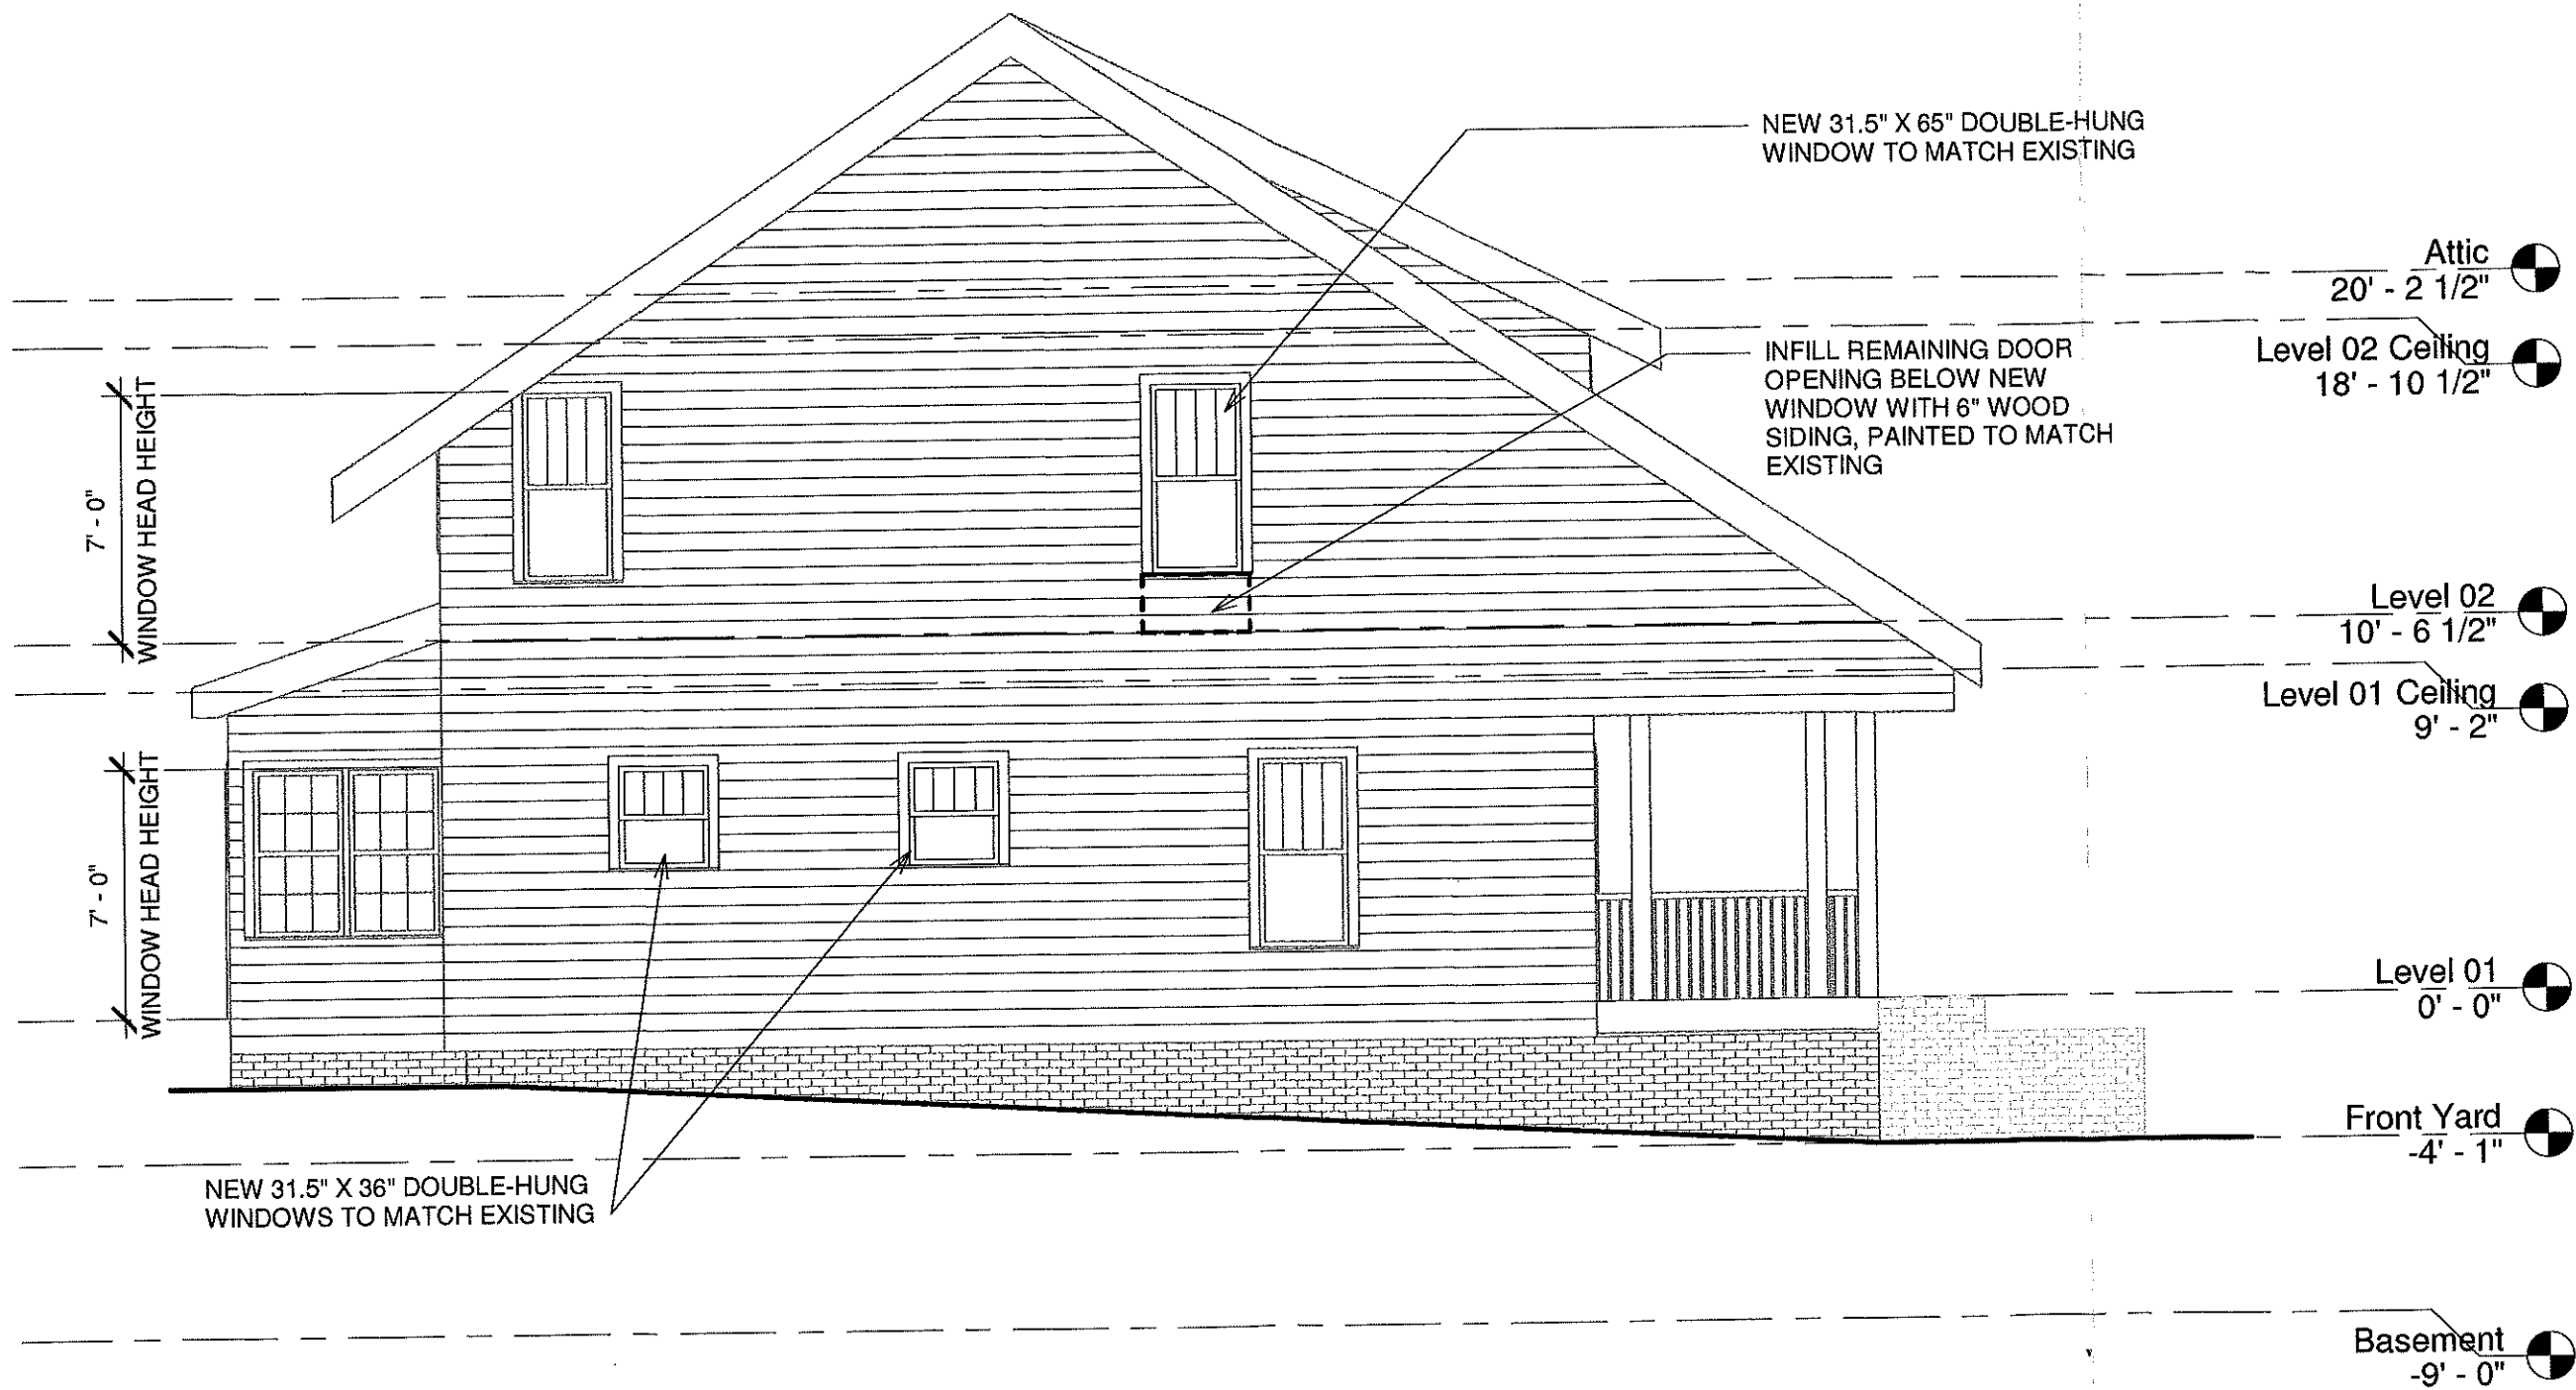 NEW 31.5" X 65" DOUBLE-HUNG
WINDOW TO MATCH EXISTING
Attic
20' - 2 1/2"
INFILL REMAINING DOOR
OPENING BELOW NEW
WINDOW WITH 6" WOOD
SIDING, PAINTED TO MATCH
EXISTING
Level 02 Ceiling
18' - 10 1/2"
7' - 0"
WINDOW HEAD HEIGHT
Level 02
10' - 6 1/2"
Level 01 Ceiling
9' - 2"
7' - 0"
WINDOW HEAD HEIGHT
Level 01
0' - 0"
Front Yard
-4' - 1"
NEW 31.5" X 36" DOUBLE-HUNG
WINDOWS TO MATCH EXISTING
Basement
-9' - 0"